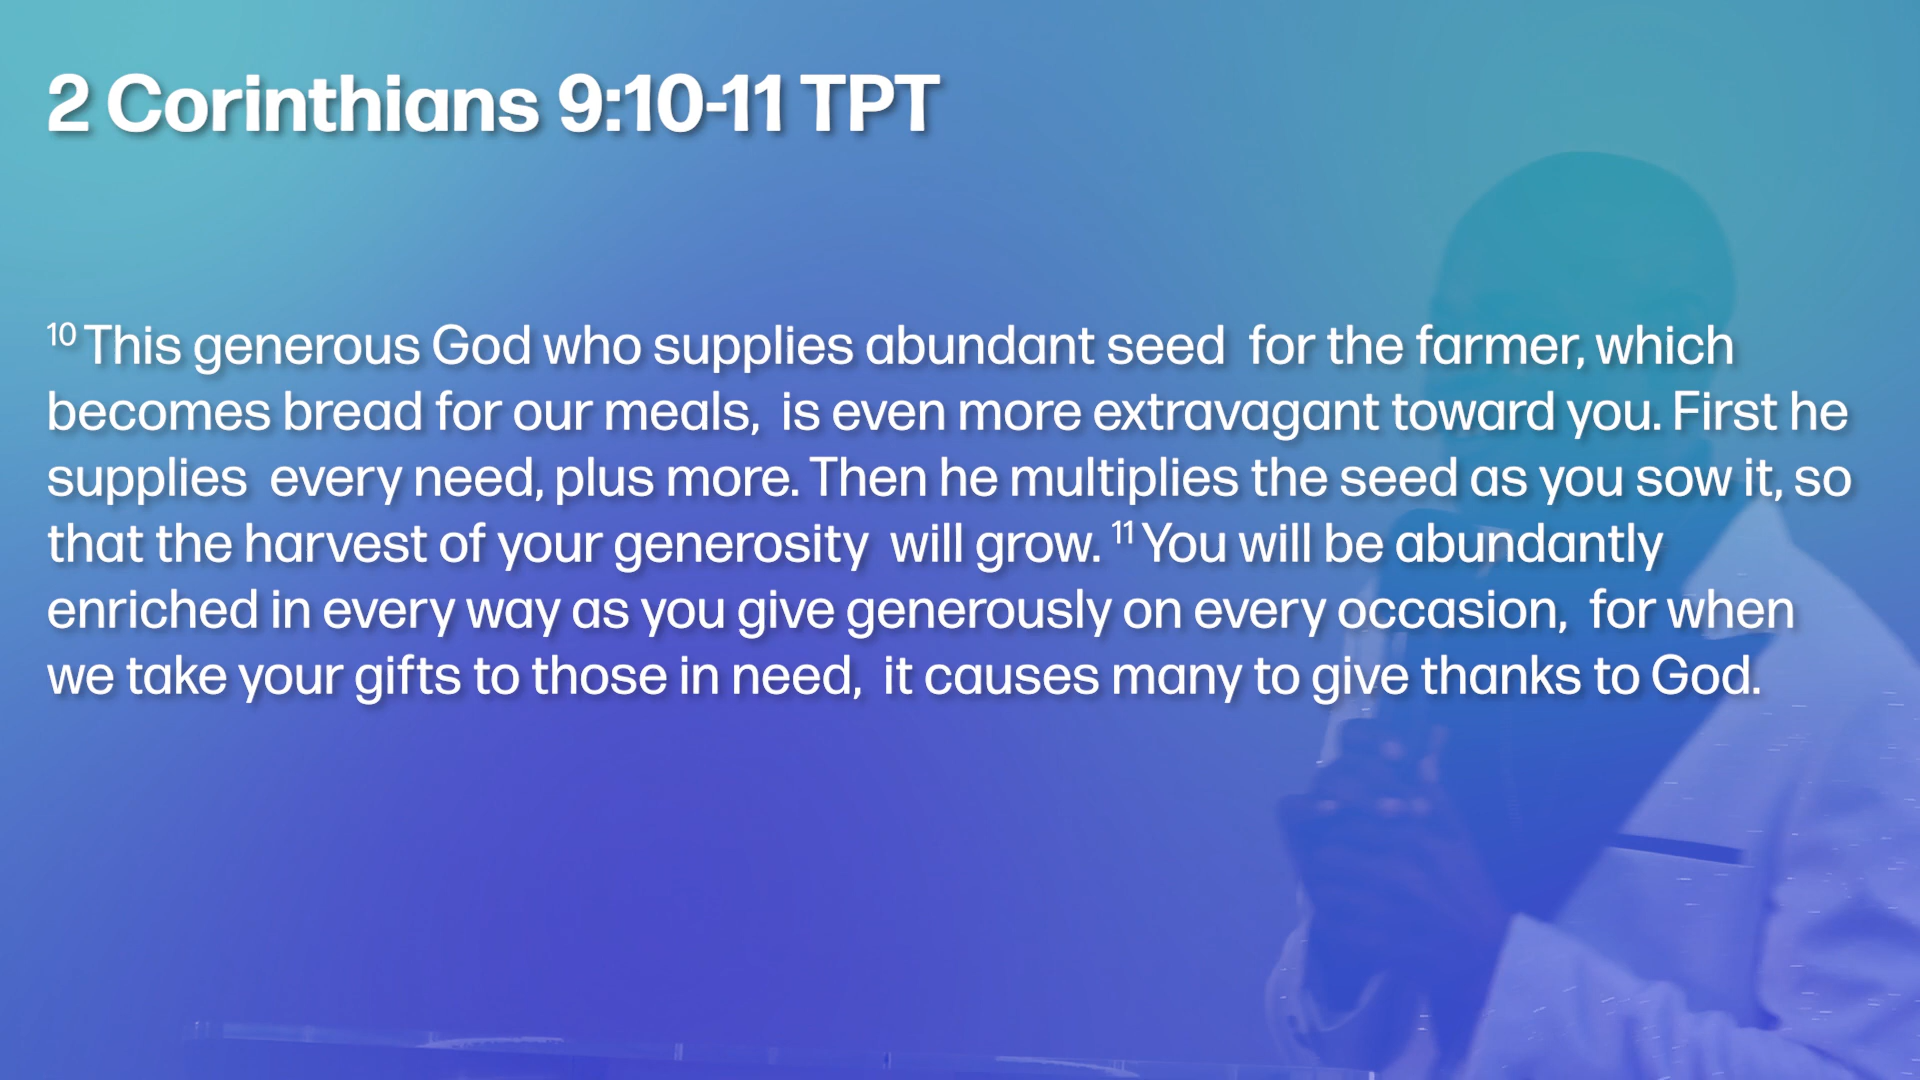 2 Corinthians 9:10-11 TPT
10 This generous God who supplies abundant seed  for the farmer, which
becomes bread for our meals,  is even more extravagant toward you. First he
supplies  every need, plus more. Then he multiplies the seed as you sow it, so
that the harvest of your generosity  will grow. 11 You will be abundantly
enriched in every way as you give generously on every occasion,  for when
we take your gifts to those in need,  it causes many to give thanks to God.